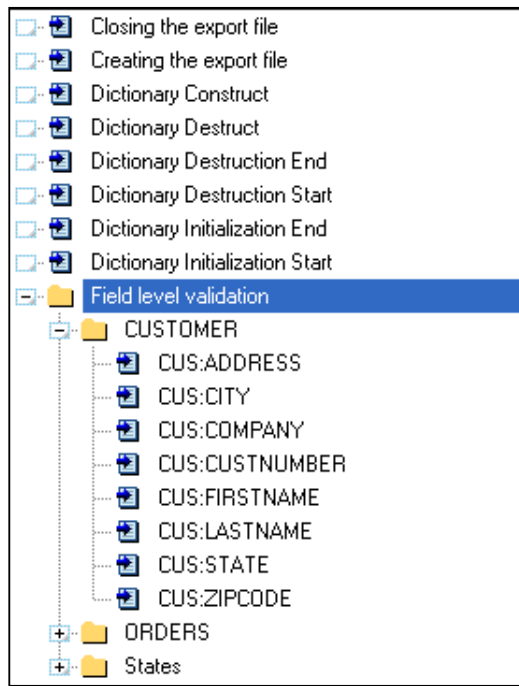 Closing the export file
Creating the export file
Dictionary Construct
Dictionary Destruct
Dictionary Destruction End
Dictionary Destruction Start
Dictionary Initialization End
Dictionary Initialization Start
Field level validation
CUSTOMER
CUS:ADDRESS
CUS:CITY
CUS:COMPANY
CUS:CUSTNUMBER
CUS:FIRSTNAME
CUS:LASTNAME
CUS:STATE
CUS:ZIPCODE
ORDERS
States